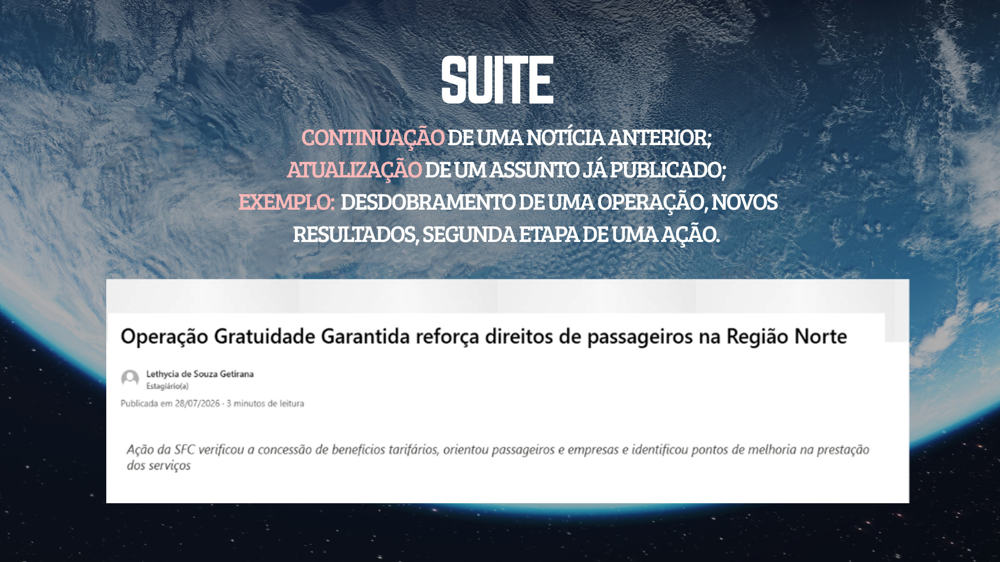 SUITE
CONTINUAÇÃO DE UMA NOTÍCIA ANTERIOR;
ATUALIZAÇÃO DE UM ASSUNTO JÁ PUBLICADO;
EXEMPLO: DESDOBRAMENTO DE UMA OPERAÇÃO, NOVOS
RESULTADOS, SEGUNDA ETAPA DE UMA AÇÃO.
Operação Gratuidade Garantida reforça direitos de passageiros na Região Norte
Lethycia de Souza Getirana
Estagiário(a)
Publicada em 28/07/2026 · 3 minutos de leitura
Ação da SFC verificou a concessão de benefícios tarifários, orientou passageiros e empresas e identificou pontos de melhoria na prestação
dos serviços